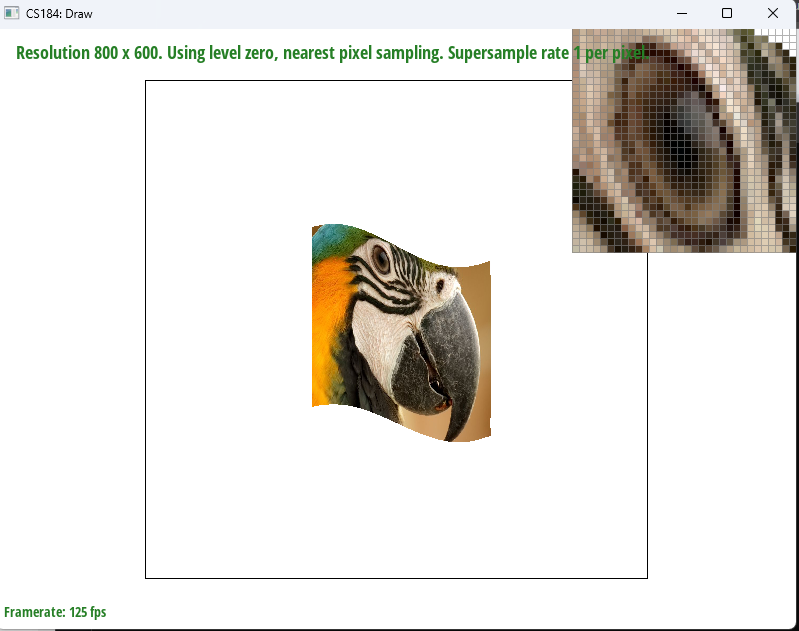 CS184: Draw
Resolution 800 x 600. Using level zero, nearest pixel sampling. Supersample rate 1 per pixel.
Framerate: 125 fps